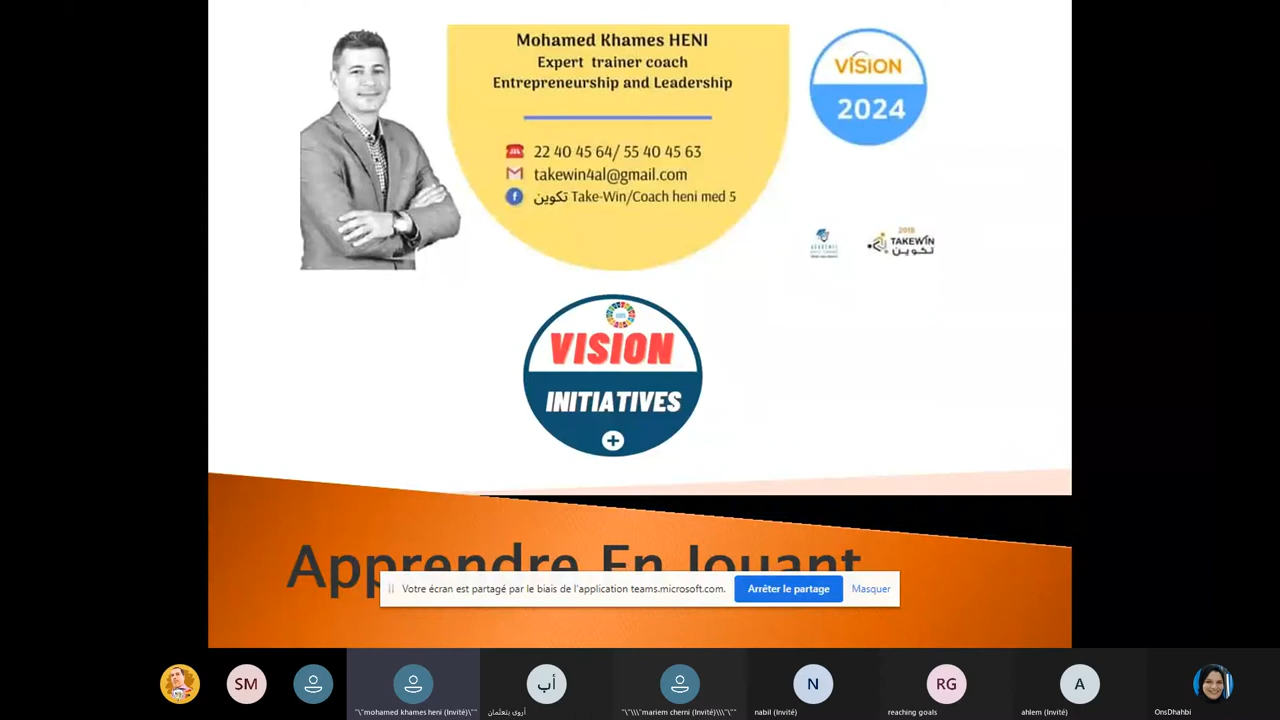 Mohamed Khames HENI
Expert trainer coach
Entrepreneurship and Leadership
22 40 45 64/ 55 40 45 63
takewin4al@gmail.com
تكوين Take-Win/Coach heni med 5
VISION
2024
2018
TAKEWIN
تكوين
VISION
INITIATIVES
Apprendre En Jouant
Votre écran est partagé par le biais de l'application teams.microsoft.com.
Arrêter le partage
Masquer
SM
أب
N
RG
A
"\"mohamed khames heni (Invité)\""
أروى بنعلمان
"\"\\\"mariem cherni (Invité)\\\"\""
nabil (Invité)
reaching goals
ahlem (Invité)
OnsDhahbi